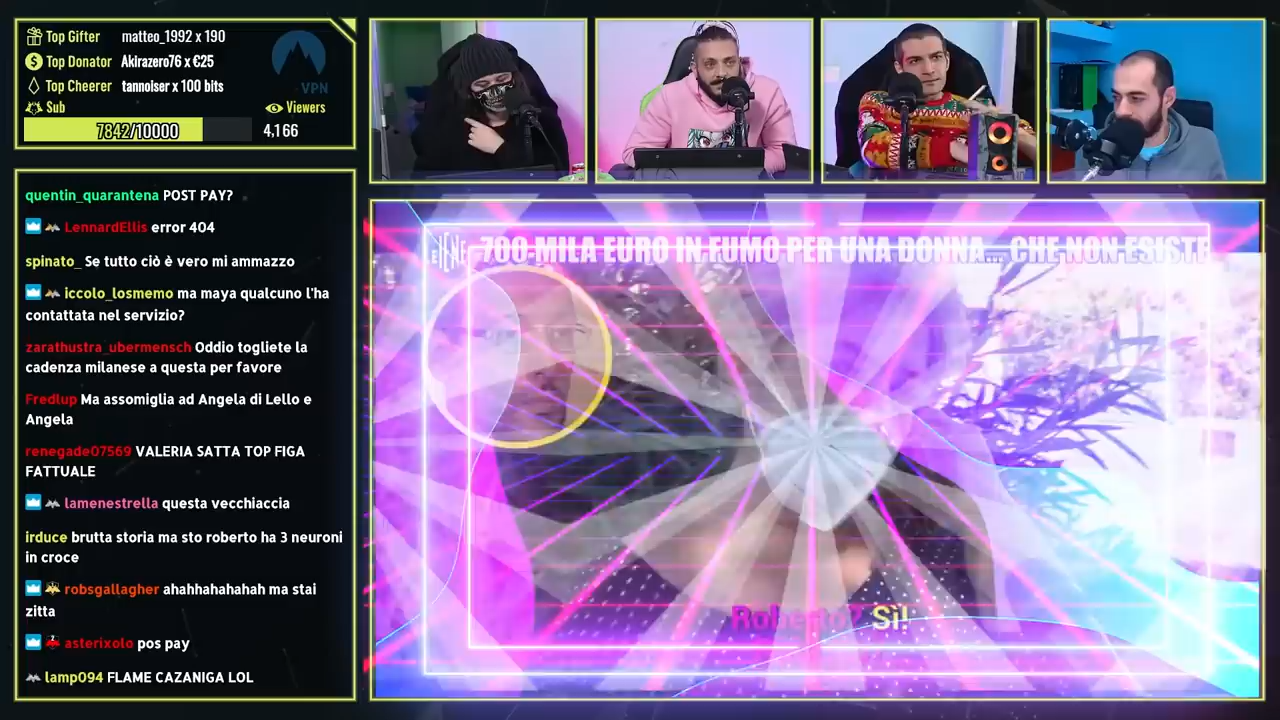 Top Gifter matteo_1992 x 190
Top Donator Akirazero76 x €25
Top Cheerer tannoiser x 100 bits
VPN
Sub
Viewers
7842/10000
4,166
quentin_quarantena POST PAY?
LennardEllis error 404
spinato_ Se tutto ciò è vero mi ammazzo
iccolo_losmemo ma maya qualcuno l'ha
contattata nel servizio?
zarathustra_ubermensch Oddio togliete la
cadenza milanese a questa per favore
Fredlup Ma assomiglia ad Angela di Lello e
Angela
renegade07569 VALERIA SATTA TOP FIGA
FATTUALE
lamenestrella questa vecchiaccia
irduce brutta storia ma sto roberto ha 3 neuroni
in croce
robsgallagher ahahhahahahah ma stai
zitta
asterixolo pos pay
lamp094 FLAME CAZANIGA LOL
LE IENE
700 MILA EURO IN FUMO PER UNA DONNA... CHE NON ESISTE
Roberto? Sì!